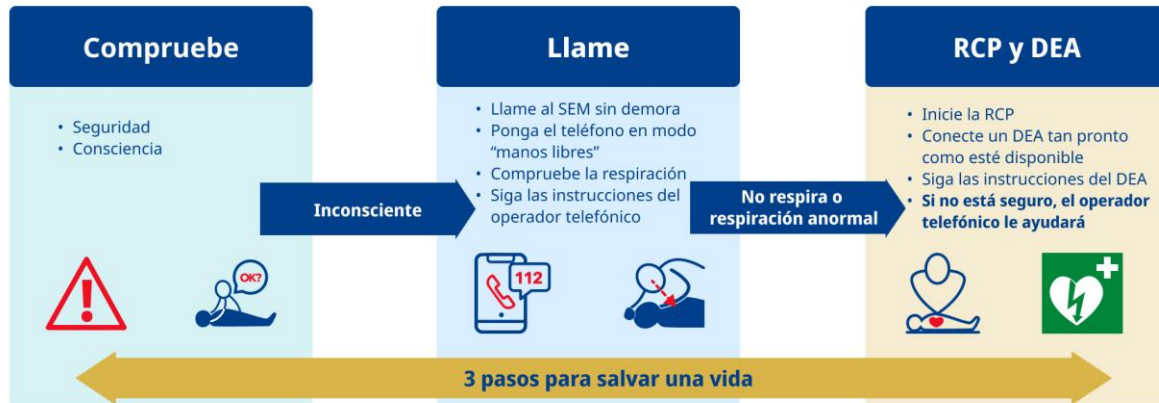 Compruebe
• Seguridad
• Consciencia
OK?
Inconsciente
Llame
• Llame al SEM sin demora
• Ponga el teléfono en modo
“manos libres”
• Compruebe la respiración
• Siga las instrucciones del
operador telefónico
112
No respira o
respiración anormal
RCP y DEA
• Inicie la RCP
• Conecte un DEA tan pronto
como esté disponible
• Siga las instrucciones del DEA
• Si no está seguro, el operador
telefónico le ayudará
3 pasos para salvar una vida